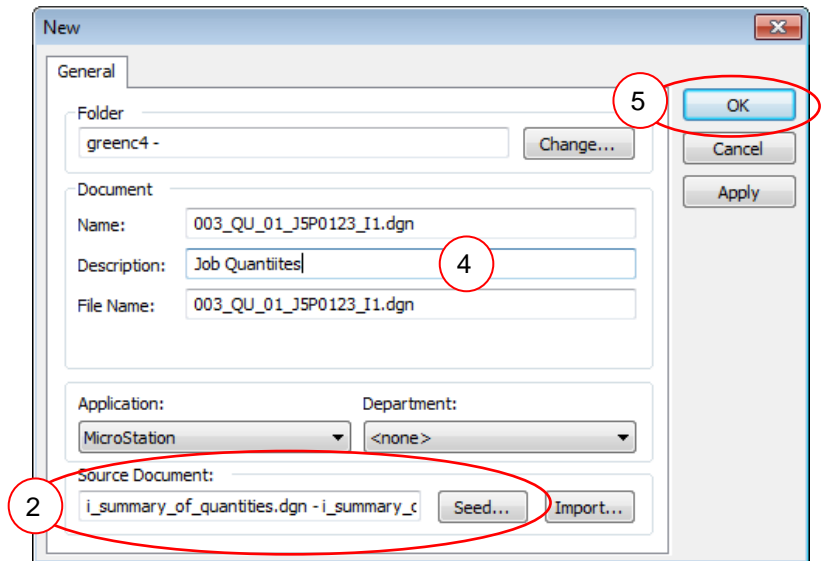 New
General
5
OK
Folder
greenc4 -
Change...
Cancel
Document
Apply
Name:
003_QU_01_J5P0123_I1.dgn
Description:
Job Quantiites
4
File Name:
003_QU_01_J5P0123_I1.dgn
Application:
Department:
MicroStation
<none>
Source Document:
2
i_summary_of_quantities.dgn - i_summary_c
Seed...
Import...